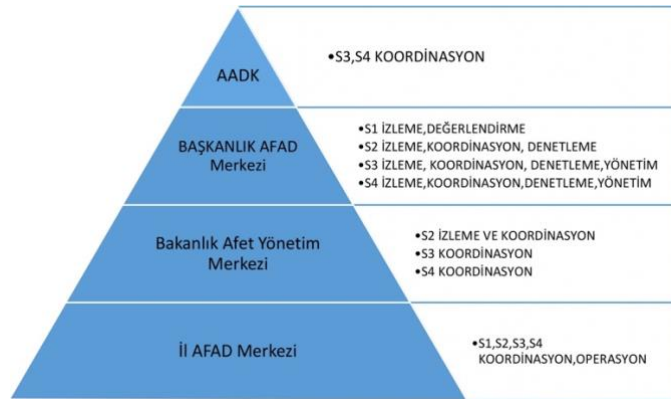 AADK
•S3,S4 KOORDİNASYON
BAŞKANLIK AFAD
Merkezi
•S1 İZLEME,DEĞERLENDİRME
•S2 İZLEME,KOORDİNASYON, DENETLEME
•S3 İZLEME, KOORDİNASYON, DENETLEME,YÖNETİM
•S4 İZLEME,KOORDİNASYON,DENETLEME,YÖNETİM
Bakanlık Afet Yönetim
Merkezi
•S2 İZLEME VE KOORDİNASYON
•S3 KOORDİNASYON
•S4 KOORDİNASYON
İl AFAD Merkezi
•S1,S2,S3,S4
KOORDİNASYON,OPERASYON